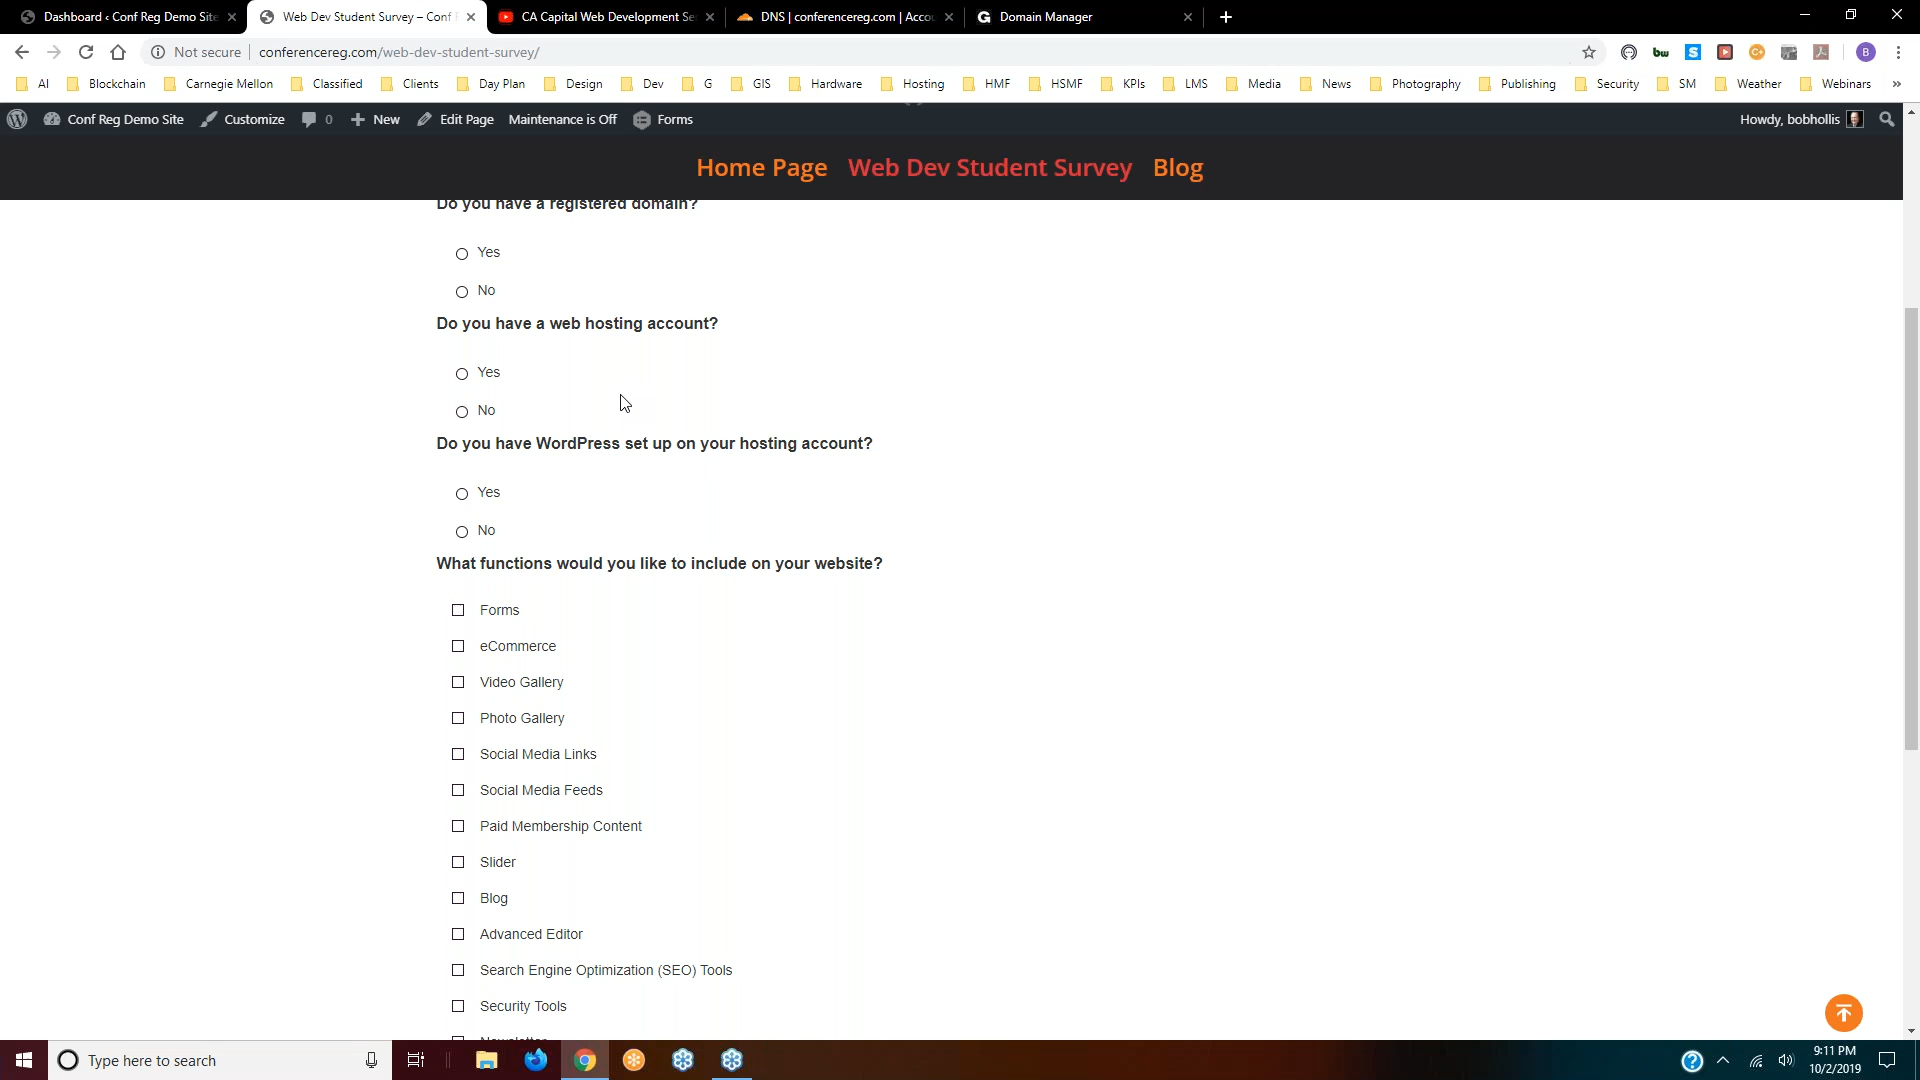 Dashboard ‹ Conf Reg Demo Site
Web Dev Student Survey – Conf
CA Capital Web Development Se
DNS | conferencereg.com | Accou
G Domain Manager
Not secure | conferencereg.com/web-dev-student-survey/
B
AI Blockchain Carnegie Mellon Classified Clients Day Plan Design Dev G GIS Hardware Hosting HMF HSMF KPIs LMS Media News Photography Publishing Security SM Weather Webinars »
Conf Reg Demo Site Customize 0 New Edit Page Maintenance is Off Forms Howdy, bobhollis
Home Page Web Dev Student Survey Blog
Do you have a registered domain?
Yes
No
Do you have a web hosting account?
Yes
No
Do you have WordPress set up on your hosting account?
Yes
No
What functions would you like to include on your website?
Forms
eCommerce
Video Gallery
Photo Gallery
Social Media Links
Social Media Feeds
Paid Membership Content
Slider
Blog
Advanced Editor
Search Engine Optimization (SEO) Tools
Security Tools
Type here to search
9:11 PM
10/2/2019